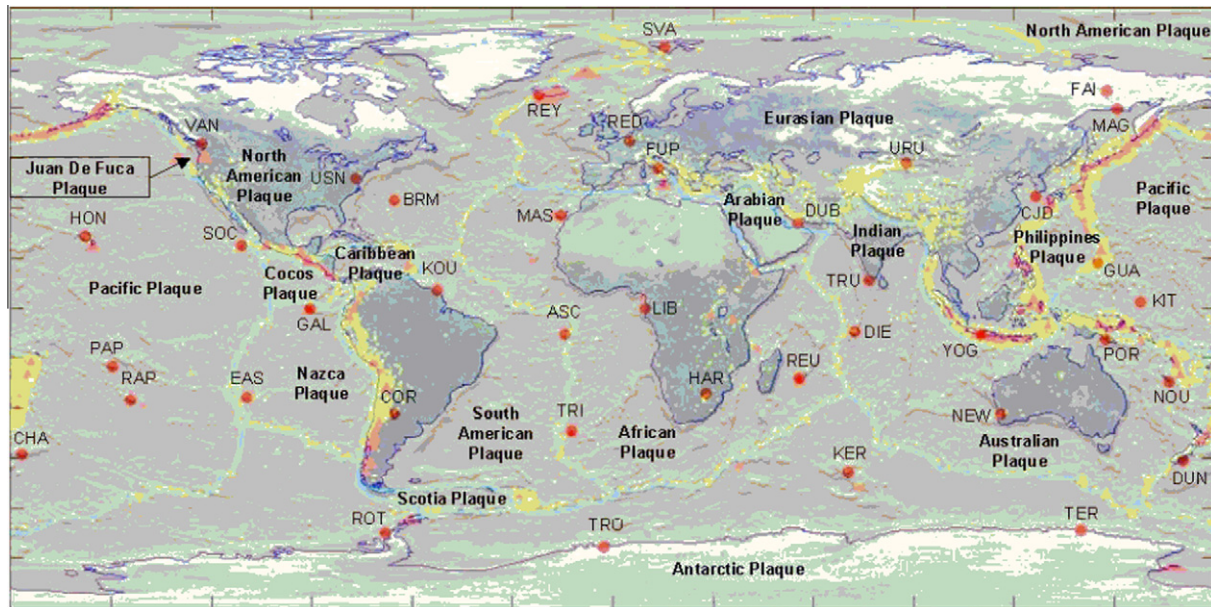 SVA
North American Plaque
REY
FAI
MAG
VAN
RED
Eurasian Plaque
FUP
URU
Juan De Fuca
Plaque
North
American
Plaque
USN
BRM
MAS
Arabian
Plaque
DUB
Indian
Plaque
CJD
Pacific
Plaque
Philippines
Plaque
HON
SOC
Caribbean
Plaque
KOU
Cocos
Plaque
Pacific Plaque
GAL
ASC
LIB
TRU
DIE
GUA
KIT
YOG
POR
PAP
RAP
EAS
Nazca
Plaque
COR
REU
HAR
NEW
NOU
South
American
Plaque
TRI
African
Plaque
Australian
Plaque
CHA
KER
DUN
Scotia Plaque
ROT
TRO
TER
Antarctic Plaque